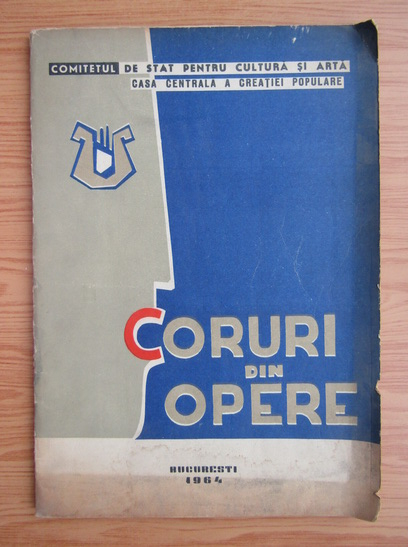 COMITETUL DE STAT PENTRU CULTURĂ ȘI ARTĂ
CASA CENTRALĂ A CREAȚIEI POPULARE
CORURI
DIN
OPERE
BUCUREȘTI
1964